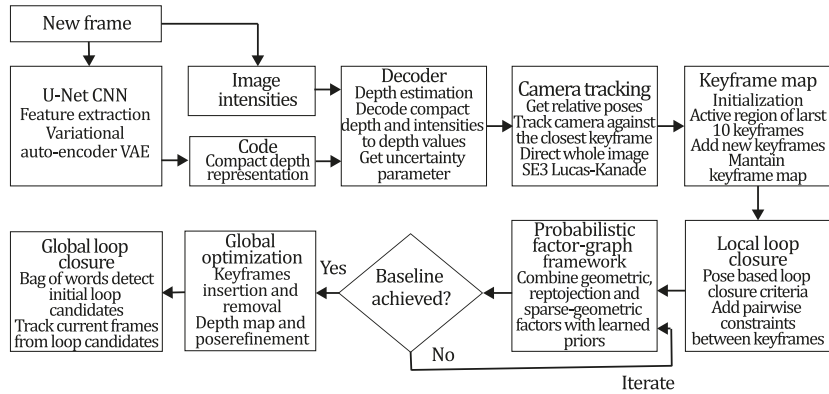 New frame
U-Net CNN
Feature extraction
Variational
auto-encoder VAE
Image
intensities
Code
Compact depth
representation
Decoder
Depth estimation
Decode compact
depth and intensities
to depth values
Get uncertainty
parameter
Camera tracking
Get relative poses
Track camera against
the closest keyframe
Direct whole image
SE3 Lucas-Kanade
Keyframe map
Initialization
Active region of larst
10 keyframes
Add new keyframes
Mantain
keyframe map
Local loop
closure
Pose based loop
closure criteria
Add pairwise
constraints
between keyframes
Probabilistic
factor-graph
framework
Combine geometric,
reptojection and
sparse-geometric
factors with learned
priors
Baseline
achieved?
Yes
No
Iterate
Global
optimization
Keyframes
insertion and
removal
Depth map and
poserefinement
Global loop
closure
Bag of words detect
initial loop
candidates
Track current frames
from loop candidates